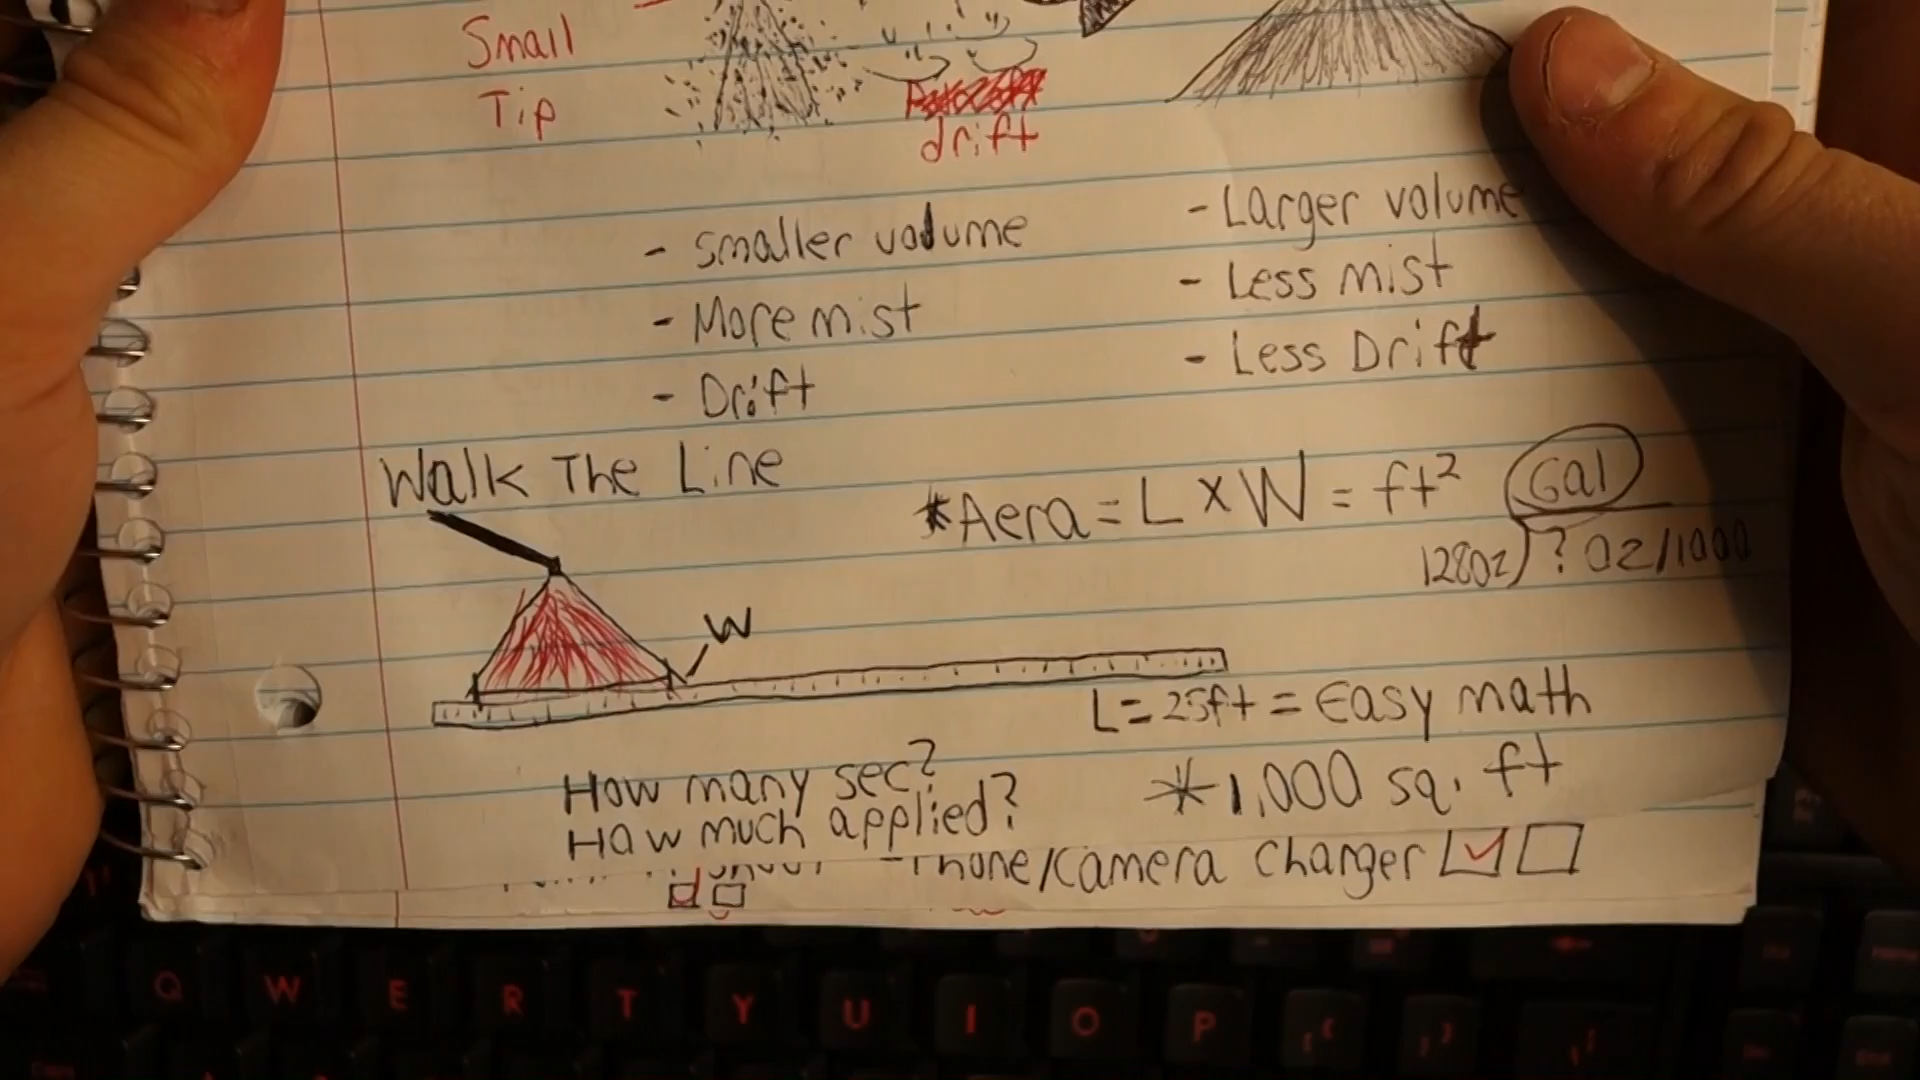 Small
Tip
drift
- Smaller volume
- More mist
- Drift
- Larger volume
- Less mist
- Less Drift
Walk The Line
*Aera = L x W = ft²
Gal
128oz ) ? oz/1000
W
L = 25ft = Easy math
How many sec?
How much applied?
* 1,000 sq. ft
Phone/Camera Charger
Q W E R T Y U I O P